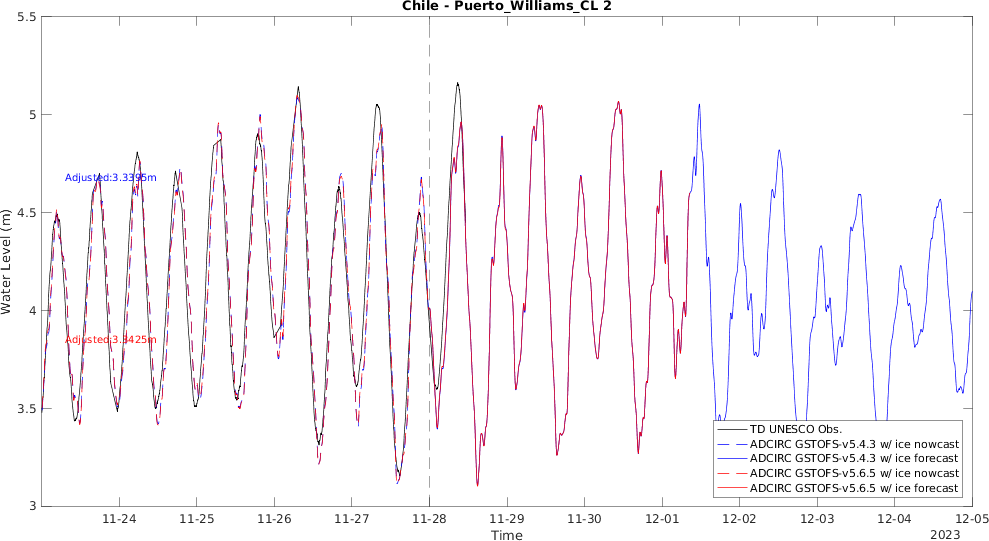 Chile - Puerto_Williams_CL 2
5.5
5
4.5
4
3.5
3
Water Level (m)
Adjusted:3.3395m
Adjusted:3.3425m
TD UNESCO Obs.
ADCIRC GSTOFS-v5.4.3 w/ ice nowcast
ADCIRC GSTOFS-v5.4.3 w/ ice forecast
ADCIRC GSTOFS-v5.6.5 w/ ice nowcast
ADCIRC GSTOFS-v5.6.5 w/ ice forecast
11-24 11-25 11-26 11-27 11-28 11-29 11-30 12-01 12-02 12-03 12-04 12-05
Time
2023